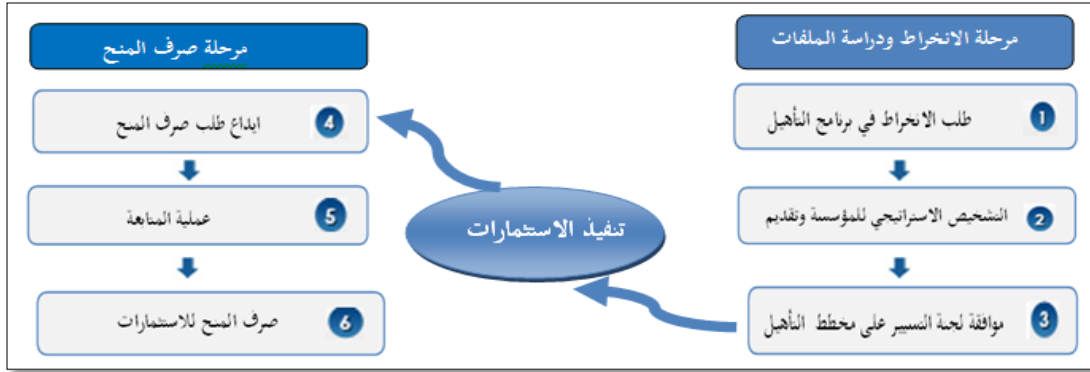 مرحلة الانخراط ودراسة الملفات
1 طلب الانخراط في برنامج التأهيل
2 التشخيص الاستراتيجي للمؤسسة وتقديم
3 موافقة لجنة التسيير على مخطط التأهيل
تنفيذ الاستثمارات
مرحلة صرف المنح
4 ايداع طلب صرف المنح
5 عملية المتابعة
6 صرف المنح للاستثمارات